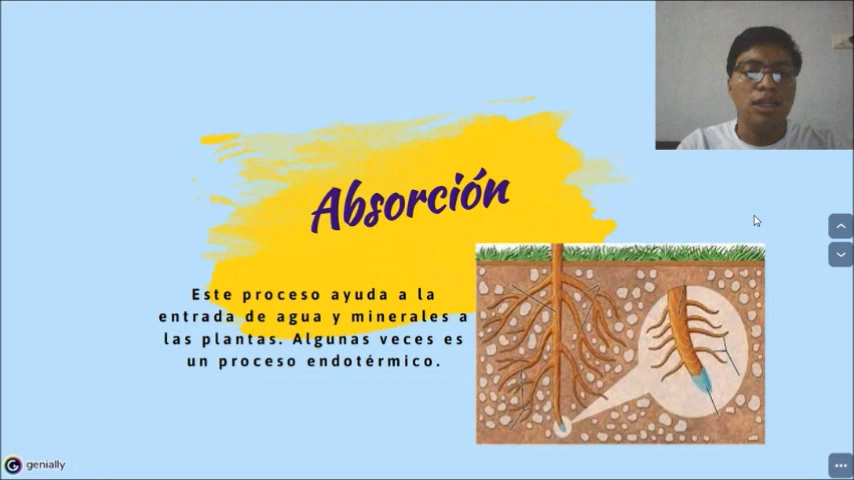 Absorción
Este proceso ayuda a la
entrada de agua y minerales a
las plantas. Algunas veces es
un proceso endotérmico.
genially